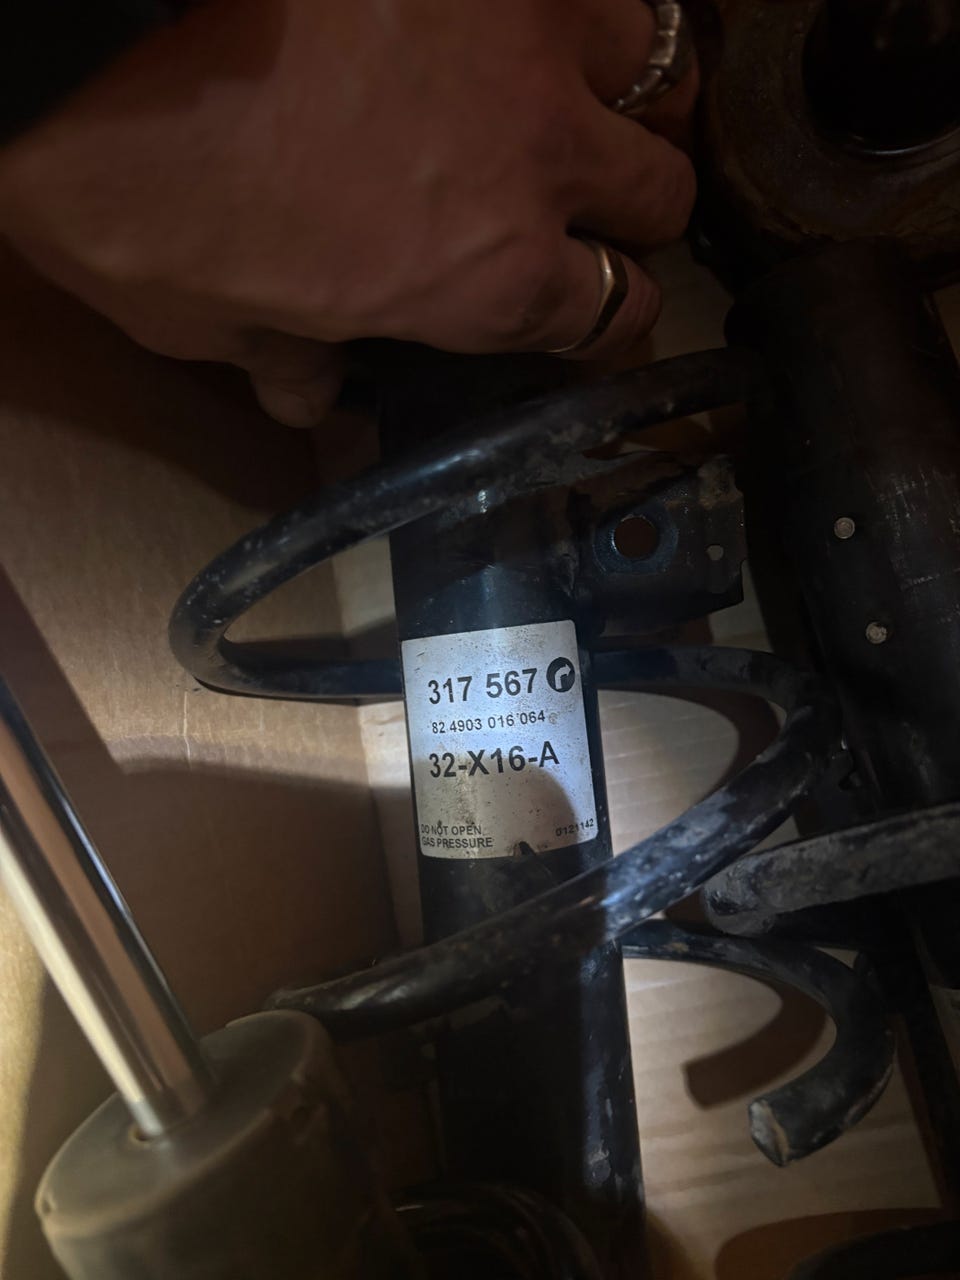 317 567
82 4903 016 064
32-X16-A
DO NOT OPEN
GAS PRESSURE
0121142